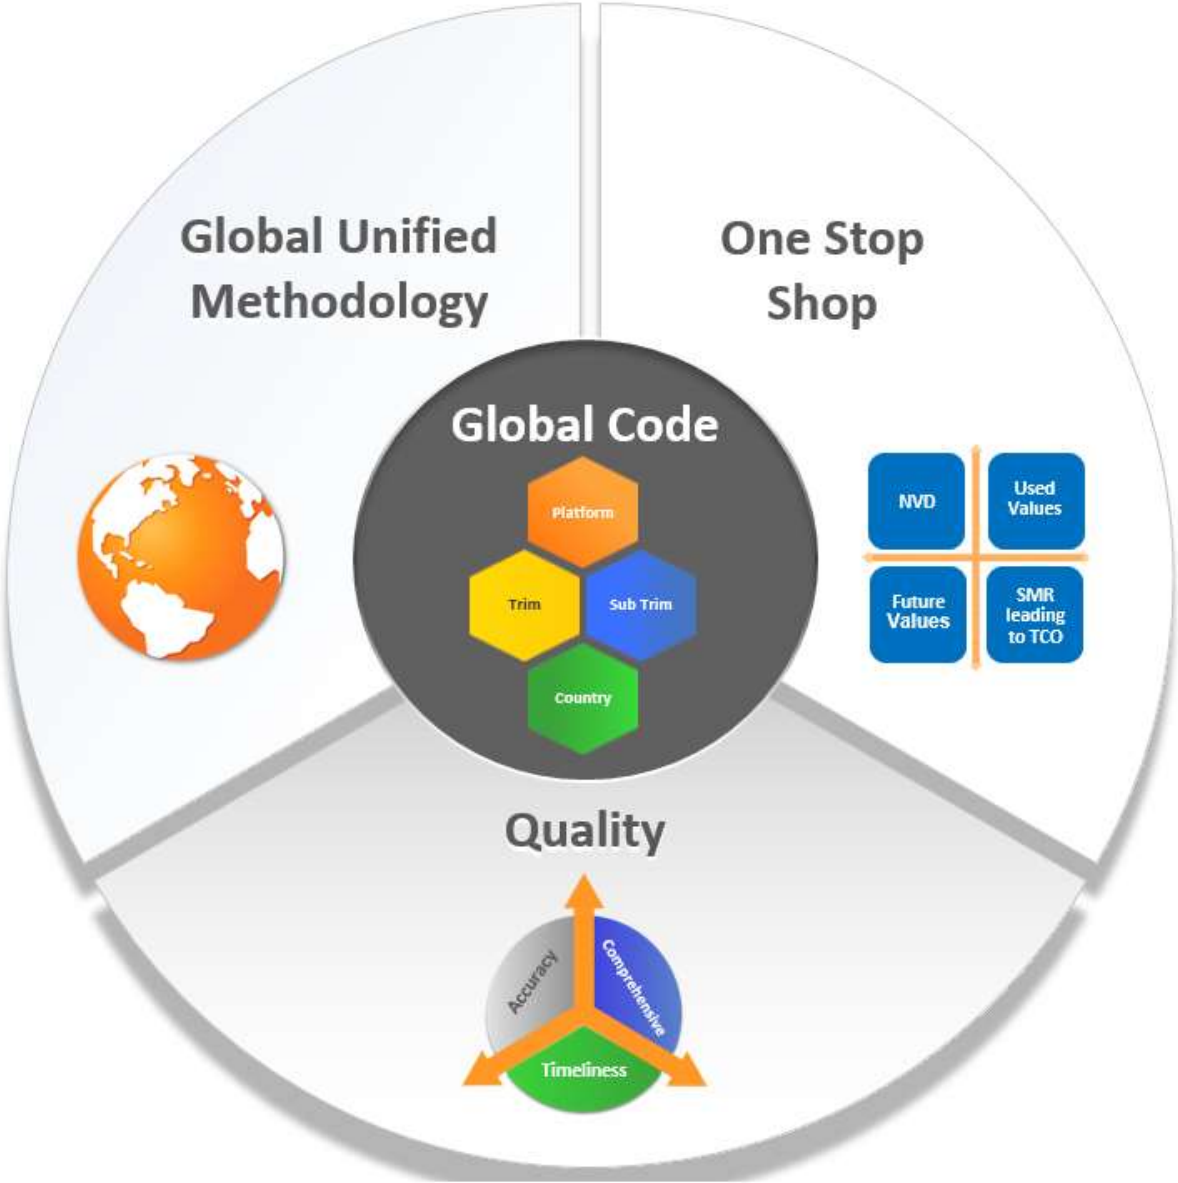 Global Unified
Methodology
One Stop
Shop
Global Code
Platform
Trim
Sub Trim
Country
NVD
Used
Values
Future
Values
SMR
leading
to TCO
Quality
Accuracy
Comprehensive
Timeliness